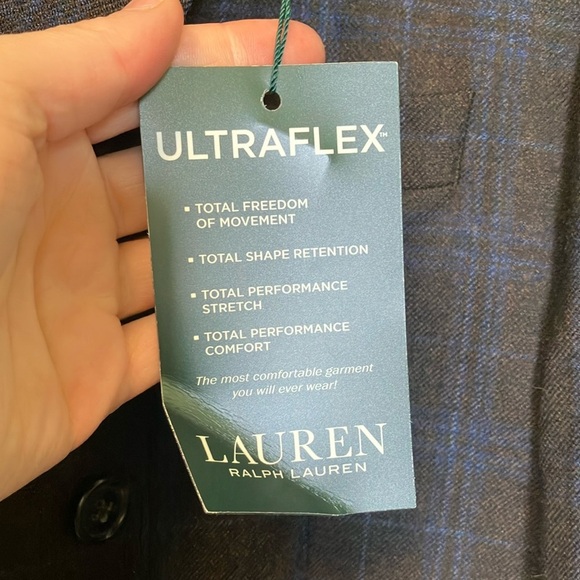 ULTRAFLEX™
▪ TOTAL FREEDOM
OF MOVEMENT
▪ TOTAL SHAPE RETENTION
▪ TOTAL PERFORMANCE
STRETCH
▪ TOTAL PERFORMANCE
COMFORT
The most comfortable garment
you will ever wear!
LAUREN
RALPH LAUREN